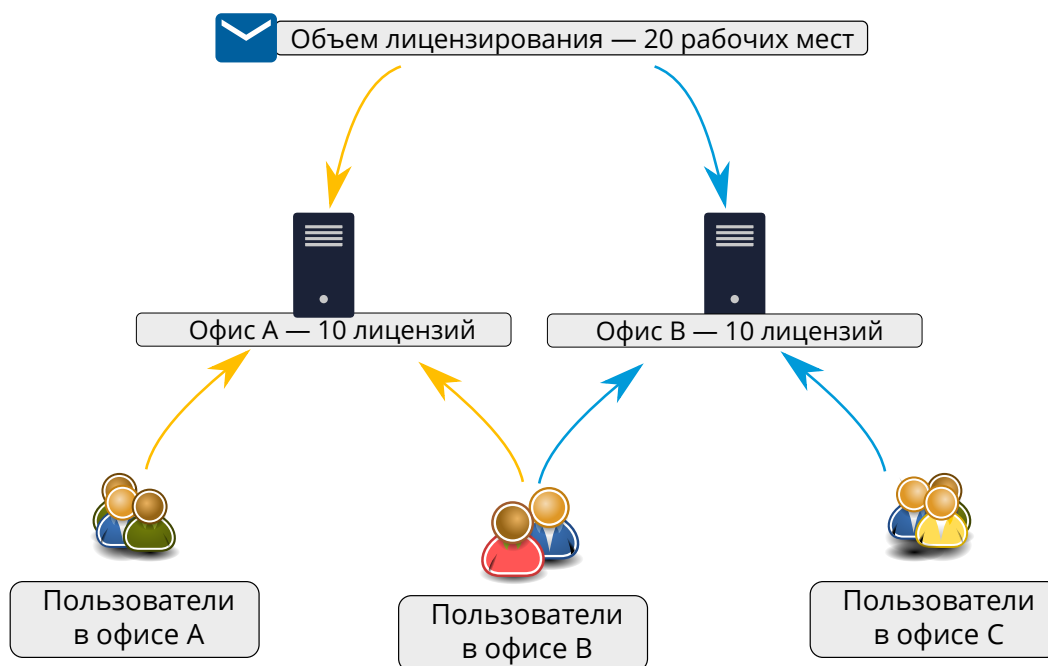 Объем лицензирования — 20 рабочих мест
Офис A — 10 лицензий
Офис B — 10 лицензий
Пользователи
в офисе A
Пользователи
в офисе B
Пользователи
в офисе C